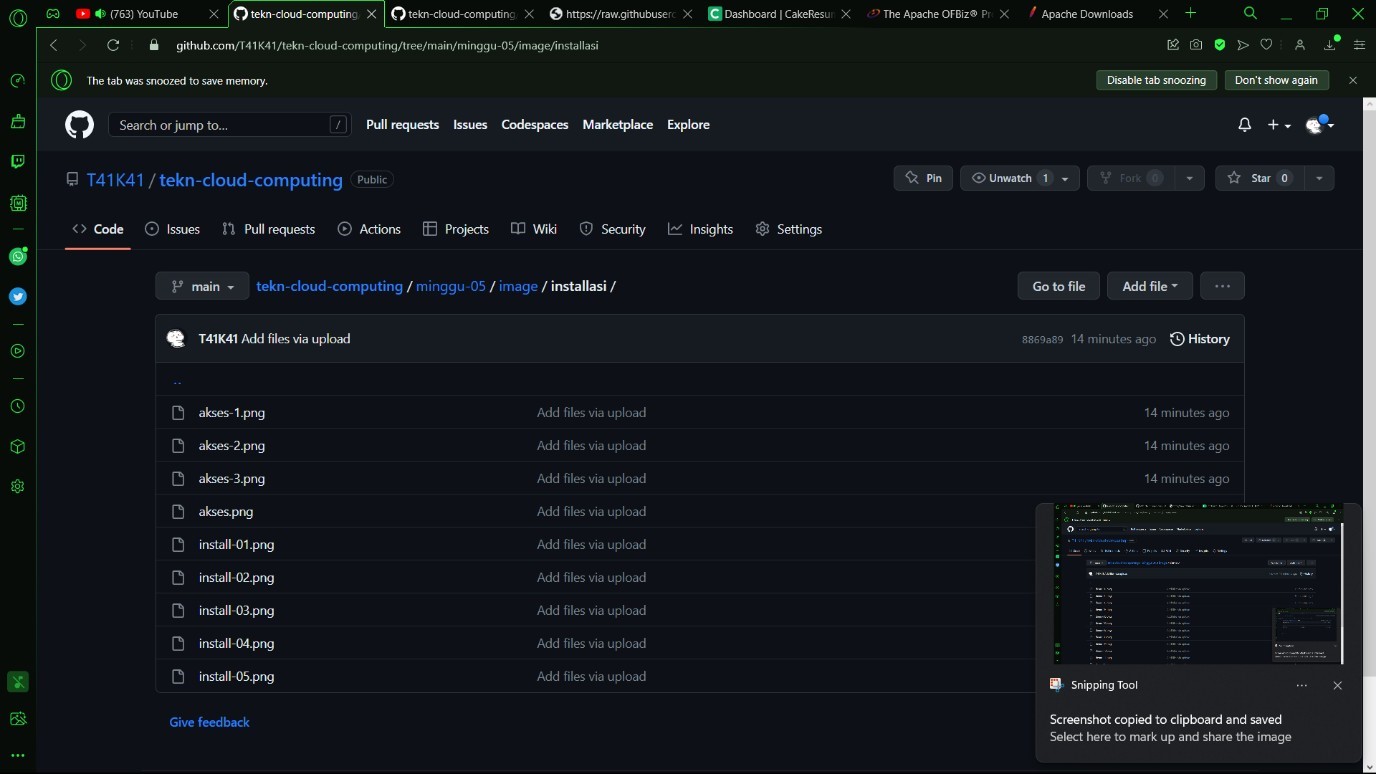 (763) YouTube
tekn-cloud-computing
tekn-cloud-computing
https://raw.githubuserc
Dashboard | CakeResum
The Apache OFBiz® Pr
Apache Downloads
github.com/T41K41/tekn-cloud-computing/tree/main/minggu-05/image/installasi
The tab was snoozed to save memory.
Disable tab snoozing
Don't show again
Search or jump to...
/
Pull requests
Issues
Codespaces
Marketplace
Explore
T41K41 / tekn-cloud-computing
Public
Pin
Unwatch 1
Fork 0
Star 0
Code
Issues
Pull requests
Actions
Projects
Wiki
Security
Insights
Settings
main
tekn-cloud-computing / minggu-05 / image / installasi /
Go to file
Add file
...
T41K41 Add files via upload
8869a89 14 minutes ago
History
..
akses-1.png Add files via upload 14 minutes ago
akses-2.png Add files via upload 14 minutes ago
akses-3.png Add files via upload 14 minutes ago
akses.png Add files via upload
install-01.png Add files via upload
install-02.png Add files via upload
install-03.png Add files via upload
install-04.png Add files via upload
install-05.png Add files via upload
Give feedback
Snipping Tool
Screenshot copied to clipboard and saved
Select here to mark up and share the image